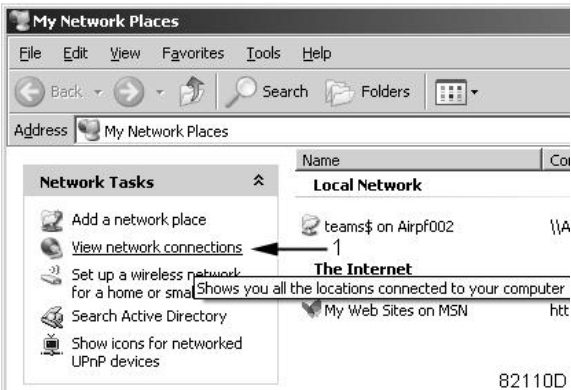 My Network Places
File Edit View Favorites Tools Help
Back Search Folders
Address My Network Places
Network Tasks
Add a network place
View network connections
Set up a wireless network
for a home or sma
Search Active Directory
Show icons for networked
UPnP devices
Name Co
Local Network
teams$ on Airpf002 \\A
1
The Internet
Shows you all the locations connected to your computer
My Web Sites on MSN htt
82110D